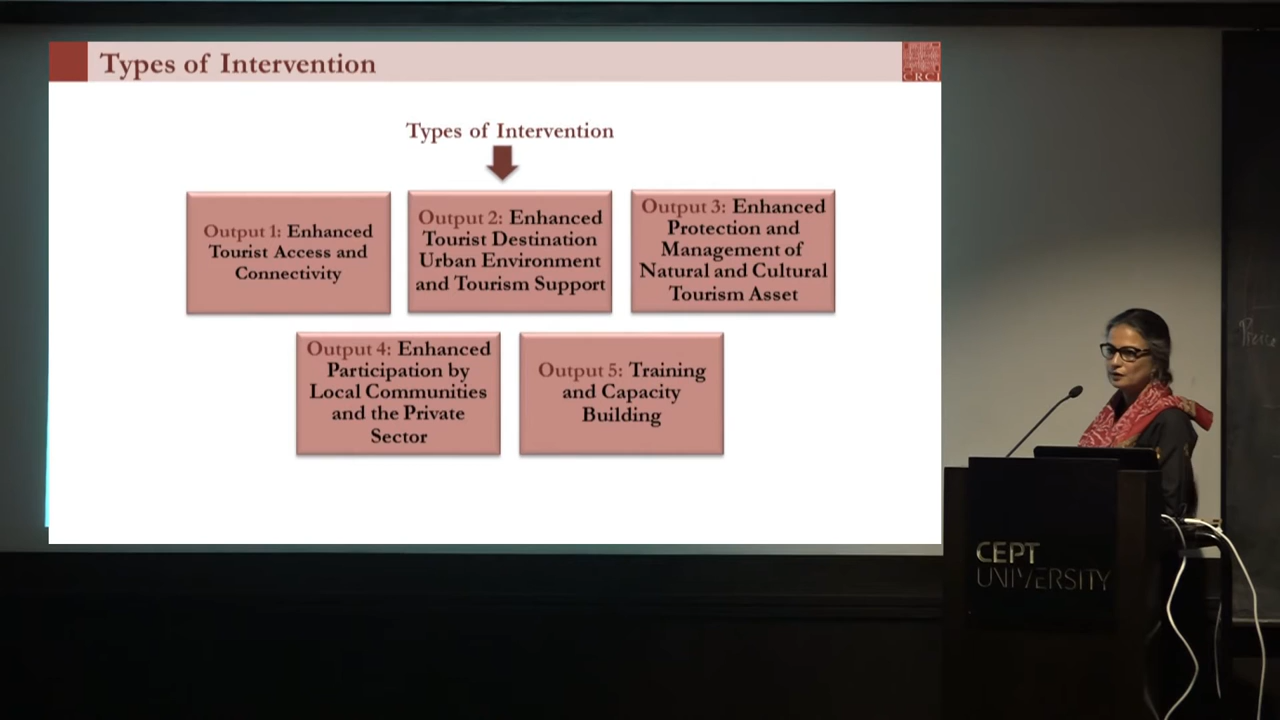 Types of Intervention
CRCI
Types of Intervention
Output 1: Enhanced
Tourist Access and
Connectivity
Output 2: Enhanced
Tourist Destination
Urban Environment
and Tourism Support
Output 3: Enhanced
Protection and
Management of
Natural and Cultural
Tourism Asset
Output 4: Enhanced
Participation by
Local Communities
and the Private
Sector
Output 5: Training
and Capacity
Building
CEPT
UNIVERSITY